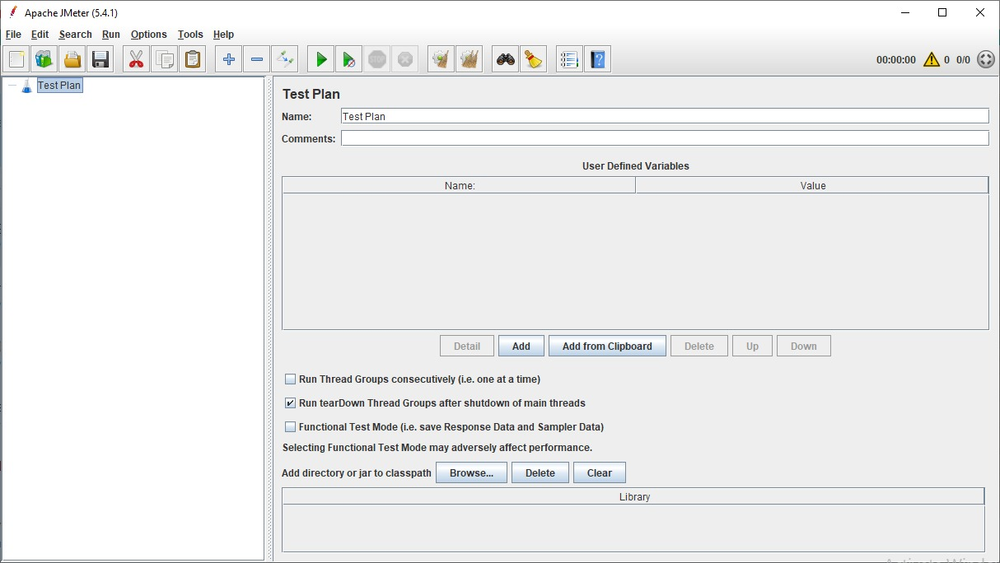 Apache JMeter (5.4.1)
File Edit Search Run Options Tools Help
STOP 00:00:00 0 0/0
Test Plan
Test Plan
Name: Test Plan
Comments:
User Defined Variables
Name: Value
Detail Add Add from Clipboard Delete Up Down
Run Thread Groups consecutively (i.e. one at a time)
Run tearDown Thread Groups after shutdown of main threads
Functional Test Mode (i.e. save Response Data and Sampler Data)
Selecting Functional Test Mode may adversely affect performance.
Add directory or jar to classpath Browse... Delete Clear
Library